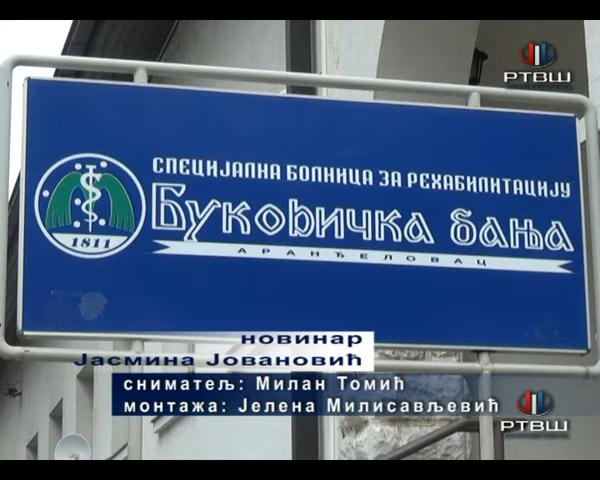 РТВШ
СПЕЦИЈАЛНА БОЛНИЦА ЗА РЕХАБИЛИТАЦИЈУ
БУКОВИЧКА БАЊА
АРАНЂЕЛОВАЦ
1811
новинар
Јасмина Јовановић
сниматељ: Милан Томић
монтажа: Јелена Милисављевић
РТВШ